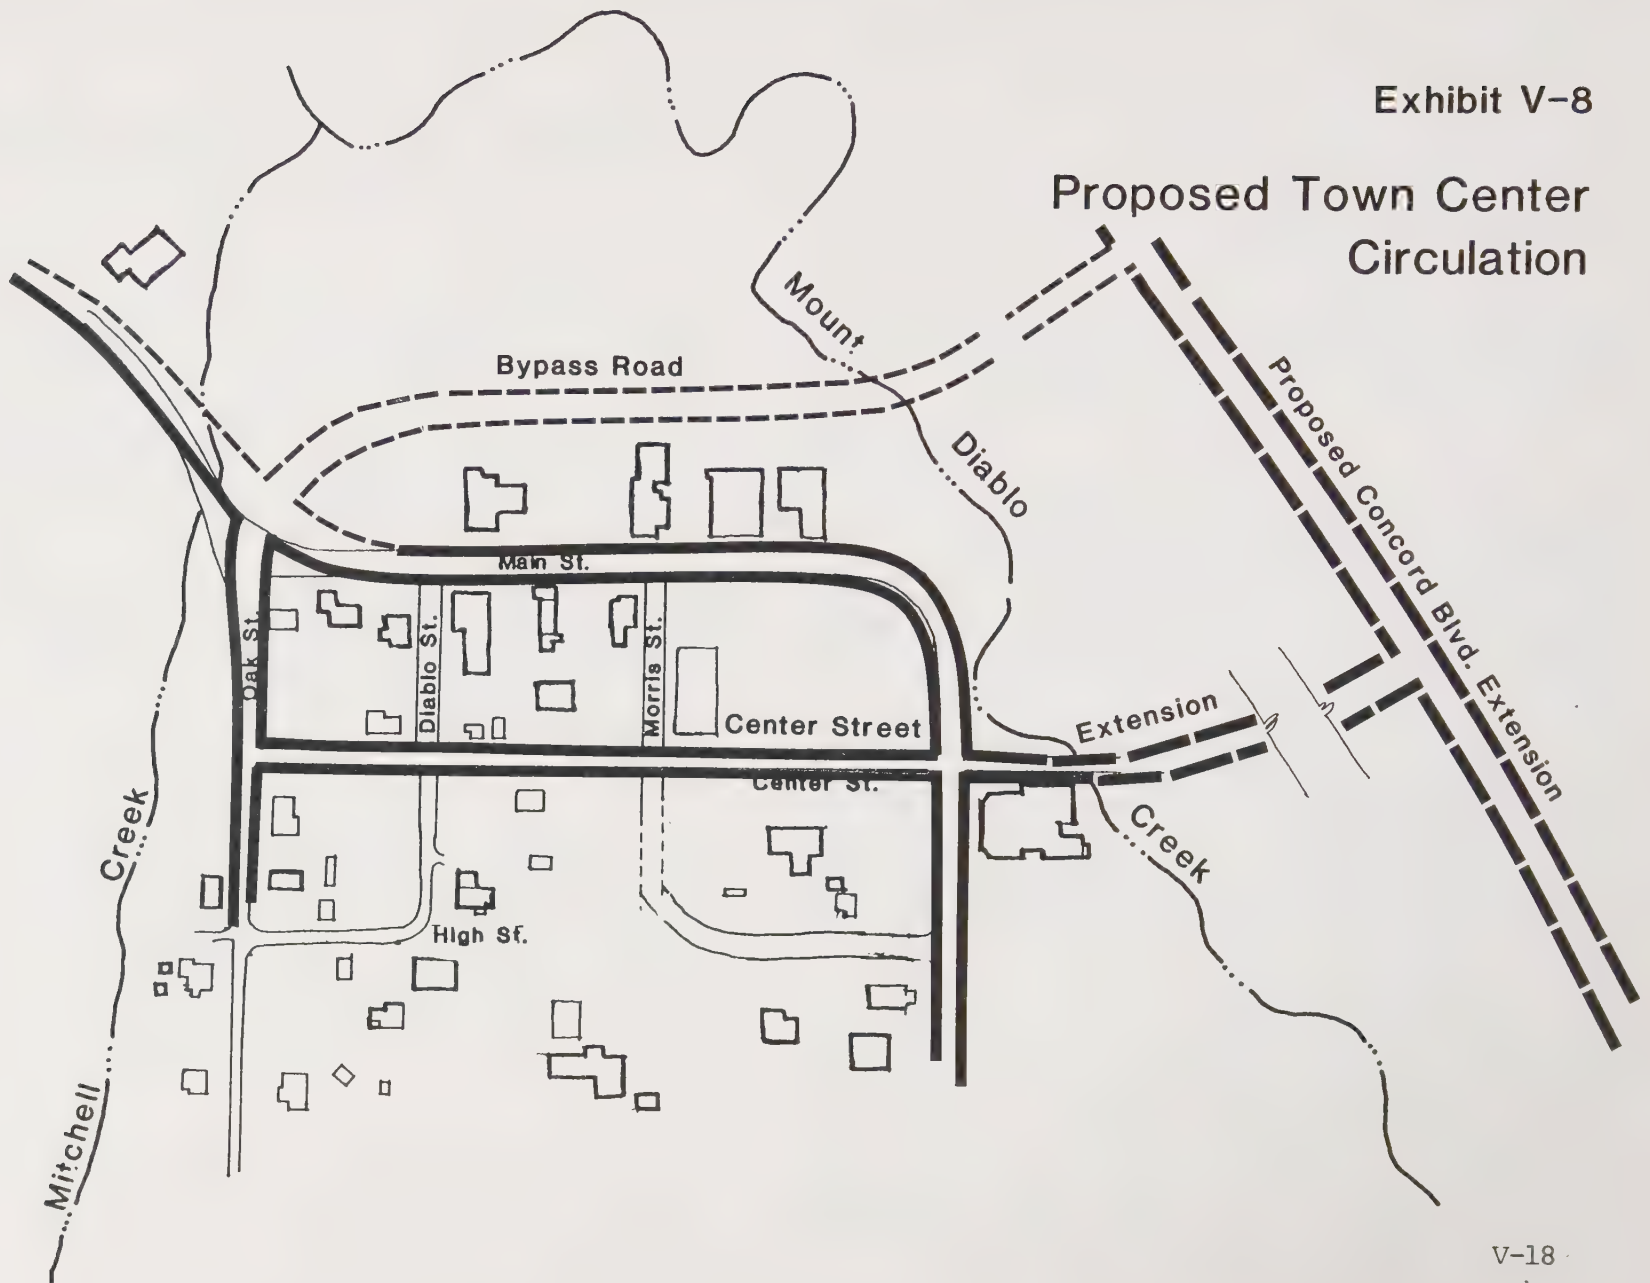 Exhibit V-8
Proposed Town Center
Circulation
Mount
Diablo
Creek
Bypass Road
Proposed Concord Blvd. Extension
Main St.
Oak St.
Diablo St.
Morris St.
Center Street
Extension
Center St.
High St.
Mitchell
Creek
V-18